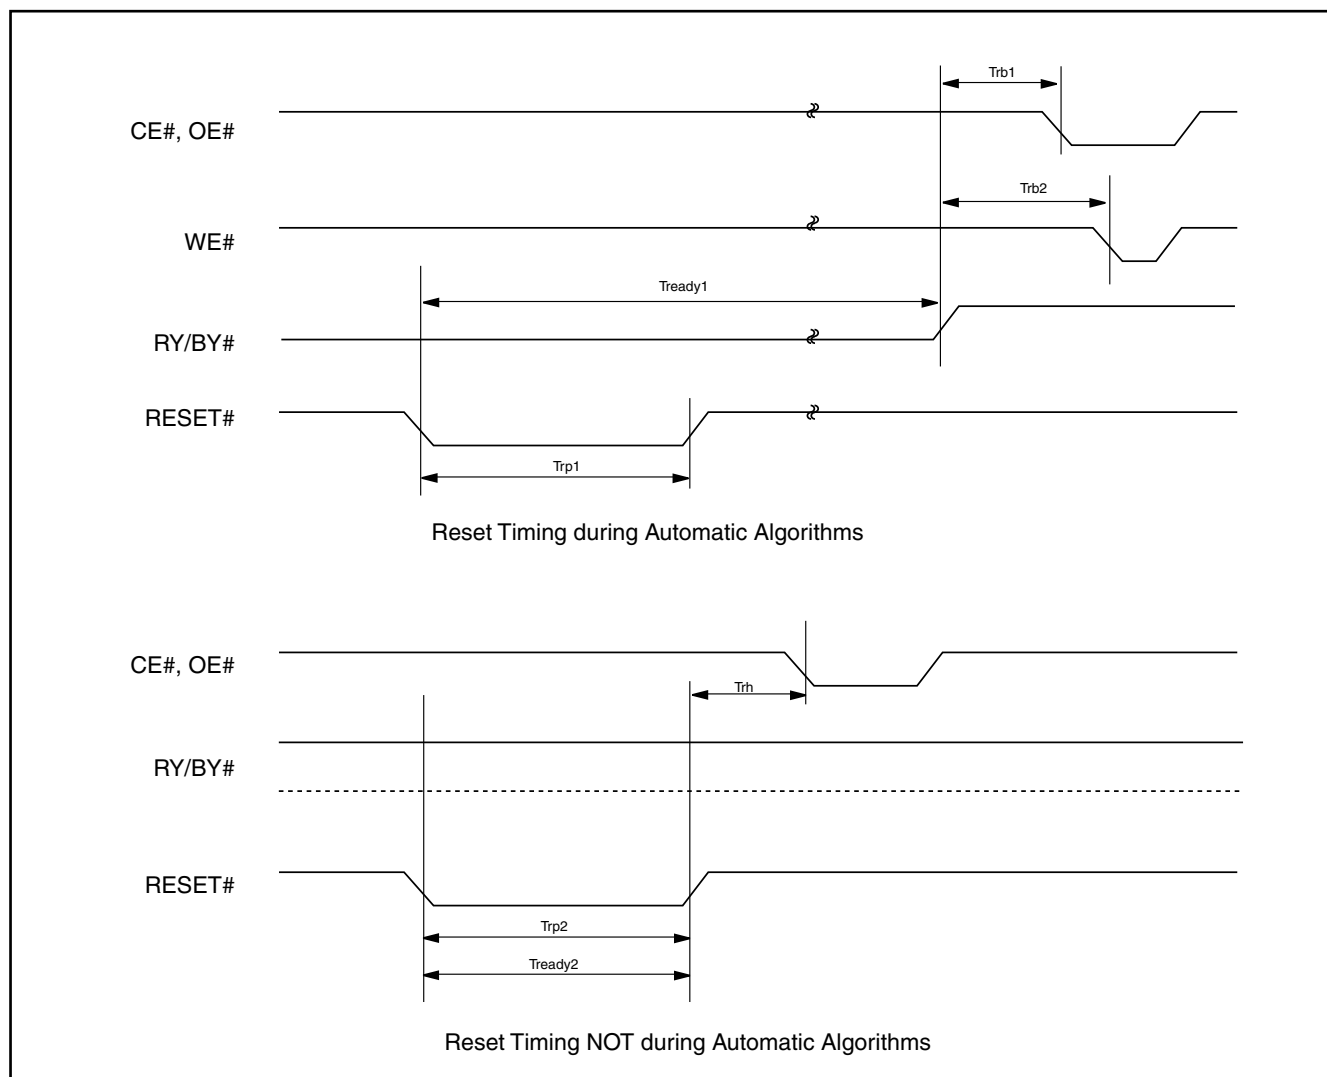 Trb1
CE#, OE#
Trb2
WE#
Tready1
RY/BY#
RESET#
Trp1
Reset Timing during Automatic Algorithms
CE#, OE#
Trh
RY/BY#
RESET#
Trp2
Tready2
Reset Timing NOT during Automatic Algorithms